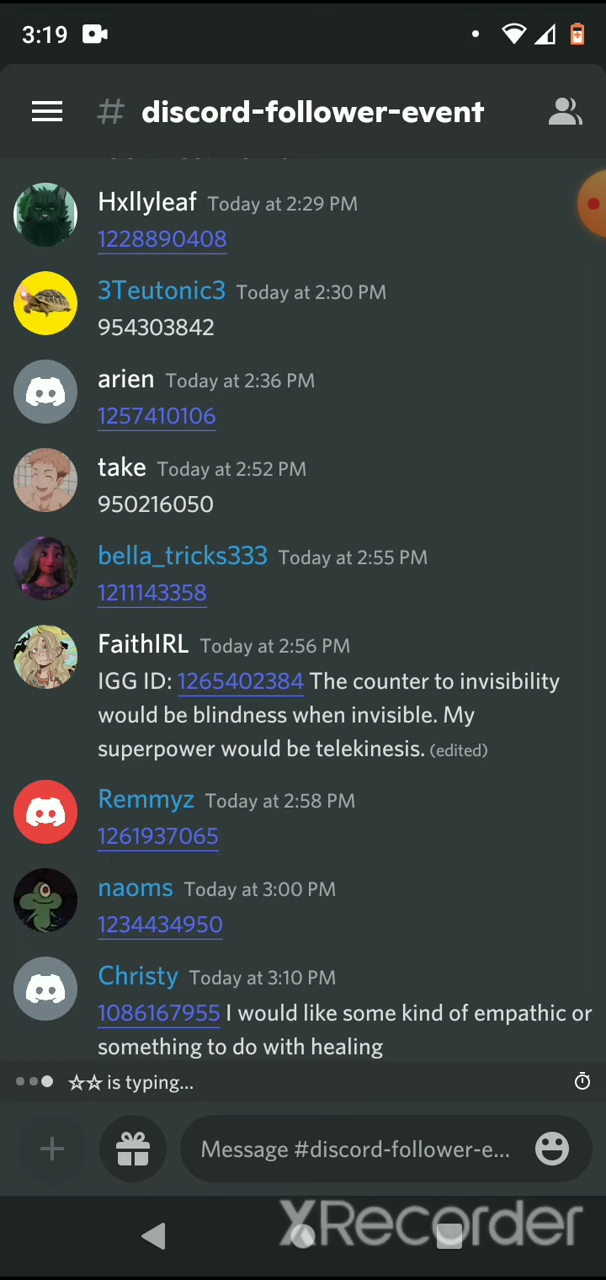 3:19
# discord-follower-event
Hxllyleaf Today at 2:29 PM
1228890408
3Teutonic3 Today at 2:30 PM
954303842
arien Today at 2:36 PM
1257410106
take Today at 2:52 PM
950216050
bella_tricks333 Today at 2:55 PM
1211143358
FaithIRL Today at 2:56 PM
IGG ID: 1265402384 The counter to invisibility
would be blindness when invisible. My
superpower would be telekinesis. (edited)
Remmyz Today at 2:58 PM
1261937065
naoms Today at 3:00 PM
1234434950
Christy Today at 3:10 PM
1086167955 I would like some kind of empathic or
something to do with healing
☆☆ is typing...
Message #discord-follower-e...
XRecorder